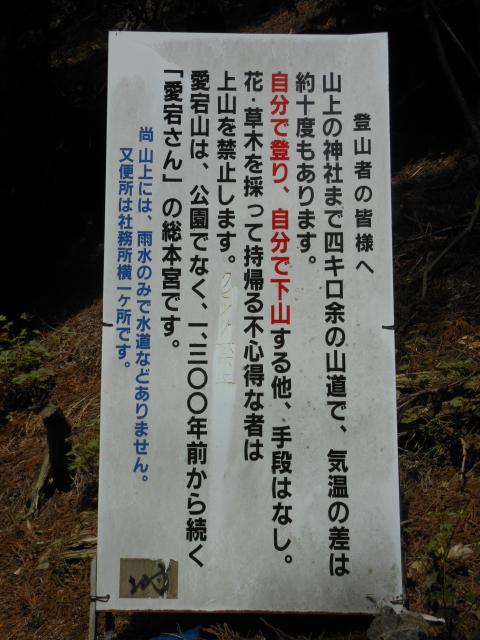 登山者の皆様へ
山上の神社まで四キロ余の山道で、気温の差は
約十度もあります。
自分で登り、自分で下山する他、手段はなし。
花・草木を採って持帰る不心得な者は
上山を禁止します。
愛宕山は、公園でなく、一、三〇〇年前から続く
「愛宕さん」の総本宮です。
尚 山上には、雨水のみで水道などありません。
又便所は社務所横一ヶ所です。